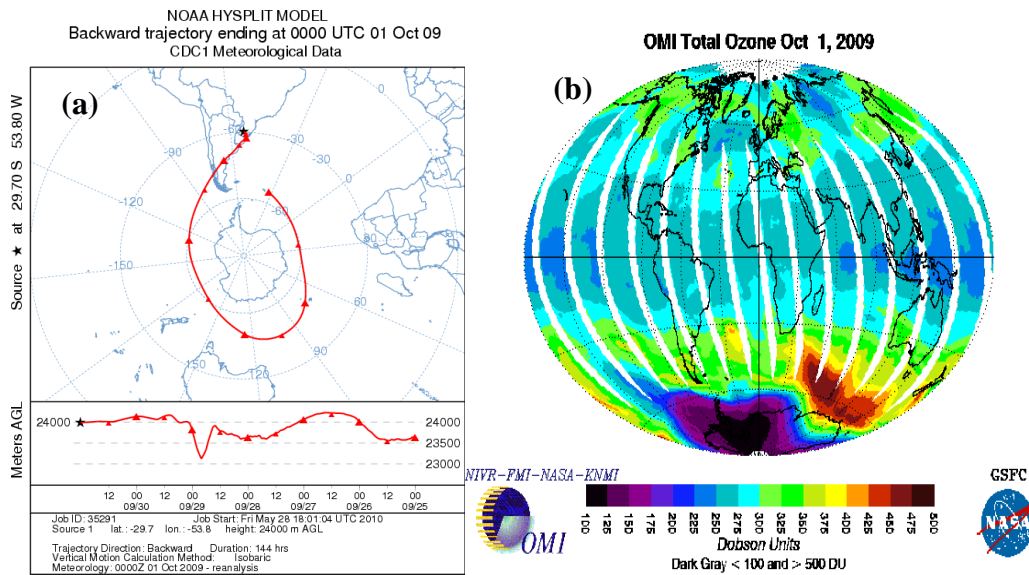 NOAA HYSPLIT MODEL
Backward trajectory ending at 0000 UTC 01 Oct 09
CDC1 Meteorological Data
Source ★ at 29.70 S 53.80 W
(a)
0
-30
-60
-90
-30
-120
0
-60
-150
30
60
60
90
150
-120
Meters AGL
24000
24000
23500
23000
12 00 12 00 12 00 12 00 12 00 12 00
09/30 09/29 09/28 09/27 09/26 09/25
Job ID: 35291 Job Start: Fri May 28 18:01:04 UTC 2010
Source 1 lat.: -29.7 lon.: -53.8 height: 24000 m AGL
Trajectory Direction: Backward Duration: 144 hrs
Vertical Motion Calculation Method: Isobaric
Meteorology: 0000Z 01 Oct 2009 - reanalysis
OMI Total Ozone Oct 1, 2009
(b)
NIVR-FMI-NASA-KNMI
OMI
GSFC
NASA
100 125 150 175 200 225 250 275 300 325 350 375 400 425 450 475 500
Dobson Units
Dark Gray < 100 and > 500 DU